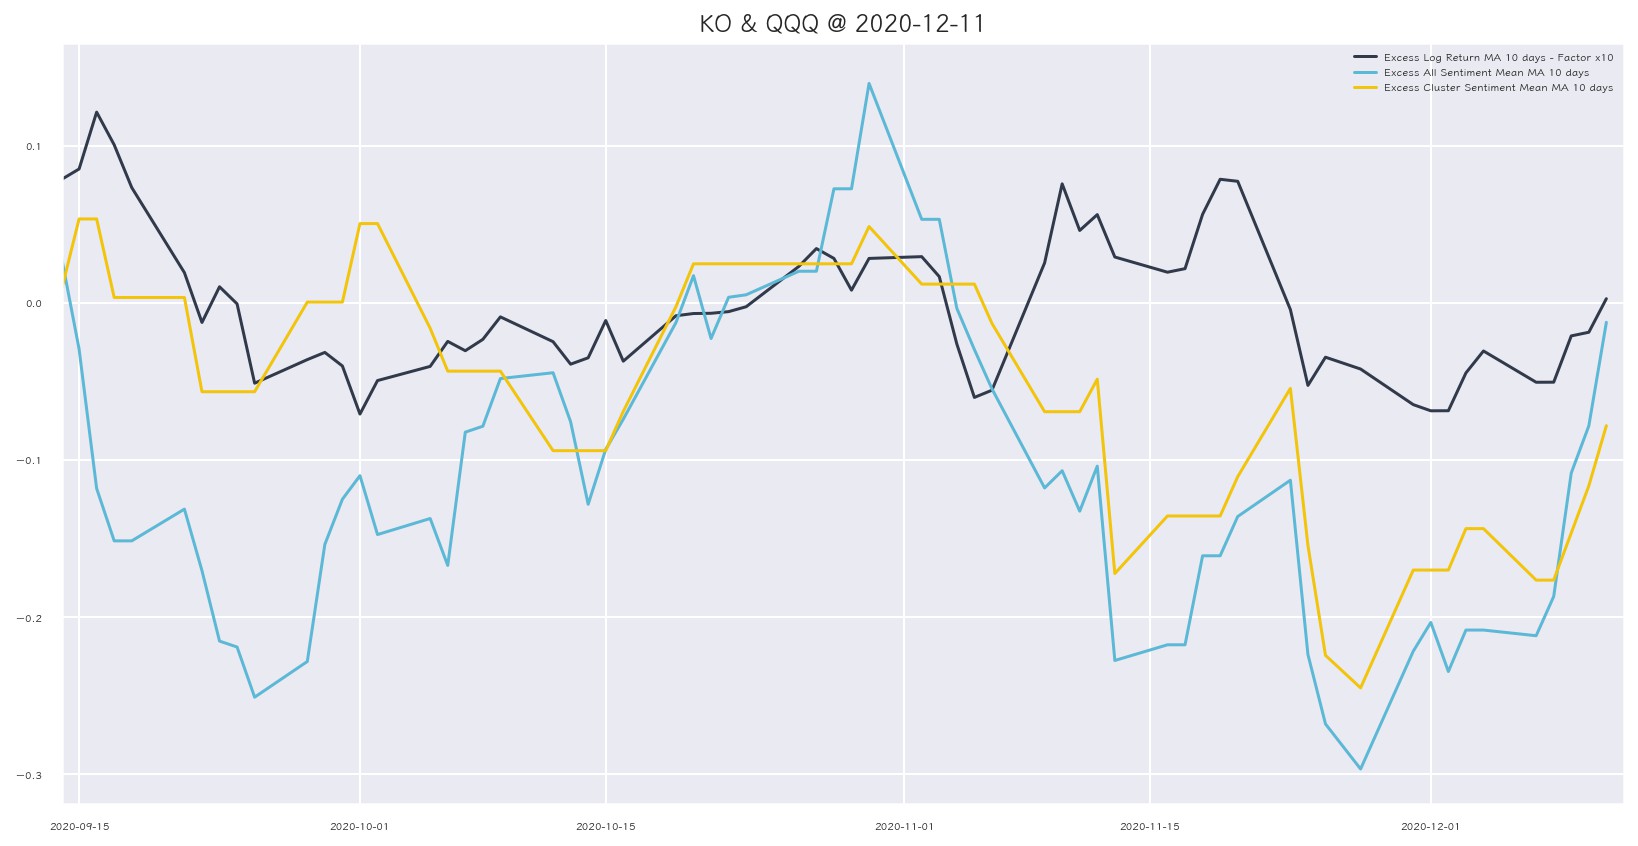 KO & QQQ @ 2020-12-11
Excess Log Return MA 10 days - Factor x10
Excess All Sentiment Mean MA 10 days
Excess Cluster Sentiment Mean MA 10 days
0.1
0.0
−0.1
−0.2
−0.3
2020-09-15 2020-10-01 2020-10-15 2020-11-01 2020-11-15 2020-12-01